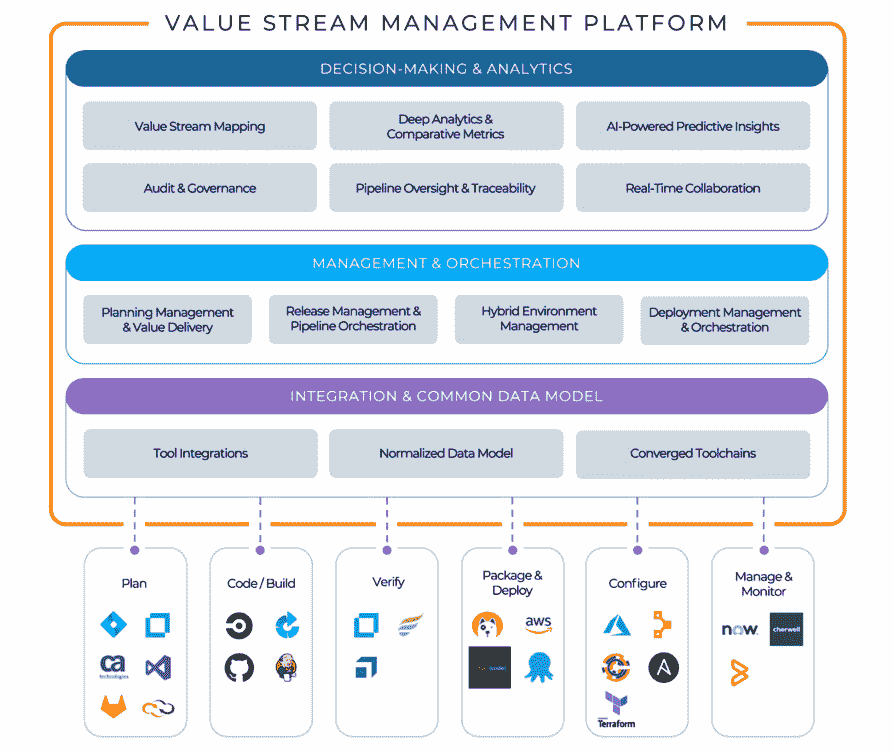 VALUE STREAM MANAGEMENT PLATFORM
DECISION-MAKING & ANALYTICS
Value Stream Mapping
Deep Analytics &
Comparative Metrics
AI-Powered Predictive Insights
Audit & Governance
Pipeline Oversight & Traceability
Real-Time Collaboration
MANAGEMENT & ORCHESTRATION
Planning Management
& Value Delivery
Release Management &
Pipeline Orchestration
Hybrid Environment
Management
Deployment Management
& Orchestration
INTEGRATION & COMMON DATA MODEL
Tool Integrations
Normalized Data Model
Converged Toolchains
Plan
ca
technologies
Code / Build
Verify
Package &
Deploy
aws
Configure
Terraform
Manage &
Monitor
now.
cherwell